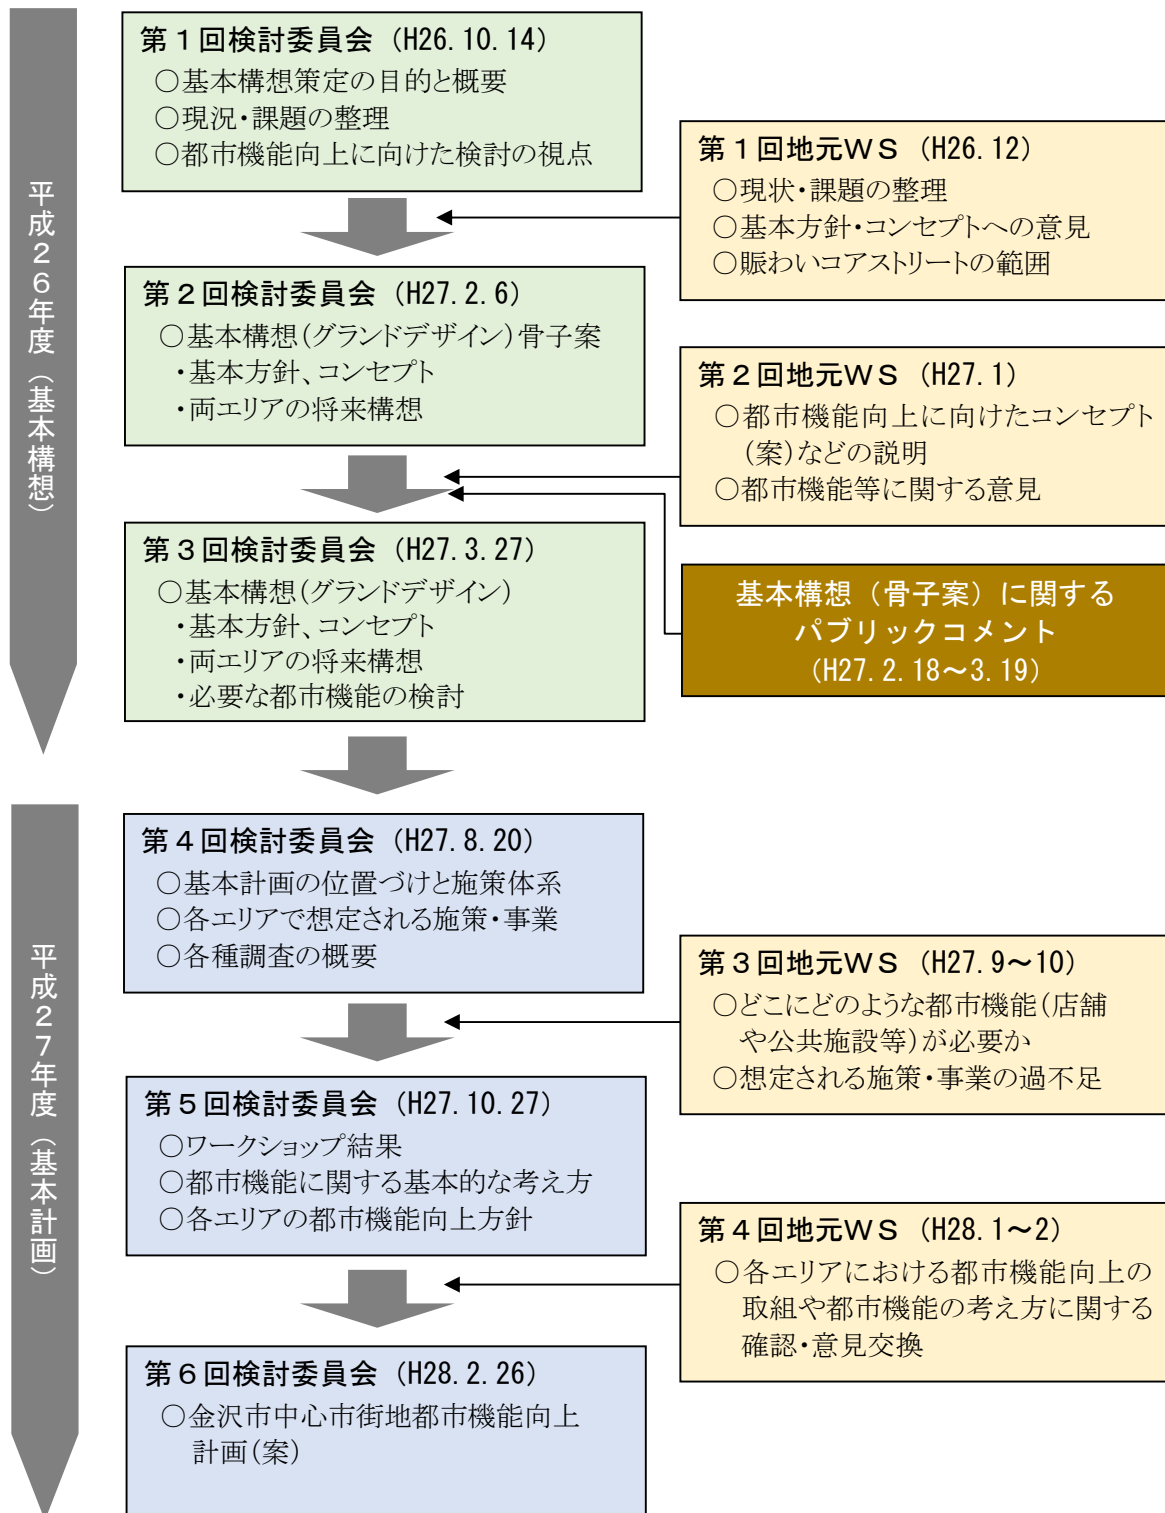 平成２６年度（基本構想）
第１回検討委員会（H26.10.14）
○基本構想策定の目的と概要
○現況・課題の整理
○都市機能向上に向けた検討の視点
第１回地元ＷＳ（H26.12）
○現状・課題の整理
○基本方針・コンセプトへの意見
○賑わいコアストリートの範囲
第２回検討委員会（H27.2.6）
○基本構想（グランドデザイン）骨子案
・基本方針、コンセプト
・両エリアの将来構想
第２回地元ＷＳ（H27.1）
○都市機能向上に向けたコンセプト
（案）などの説明
○都市機能等に関する意見
第３回検討委員会（H27.3.27）
○基本構想（グランドデザイン）
・基本方針、コンセプト
・両エリアの将来構想
・必要な都市機能の検討
基本構想（骨子案）に関する
パブリックコメント
（H27.2.18～3.19）
平成２７年度（基本計画）
第４回検討委員会（H27.8.20）
○基本計画の位置づけと施策体系
○各エリアで想定される施策・事業
○各種調査の概要
第３回地元ＷＳ（H27.9～10）
○どこにどのような都市機能（店舗
や公共施設等）が必要か
○想定される施策・事業の過不足
第５回検討委員会（H27.10.27）
○ワークショップ結果
○都市機能に関する基本的な考え方
○各エリアの都市機能向上方針
第４回地元ＷＳ（H28.1～2）
○各エリアにおける都市機能向上の
取組や都市機能の考え方に関する
確認・意見交換
第６回検討委員会（H28.2.26）
○金沢市中心市街地都市機能向上
計画（案）